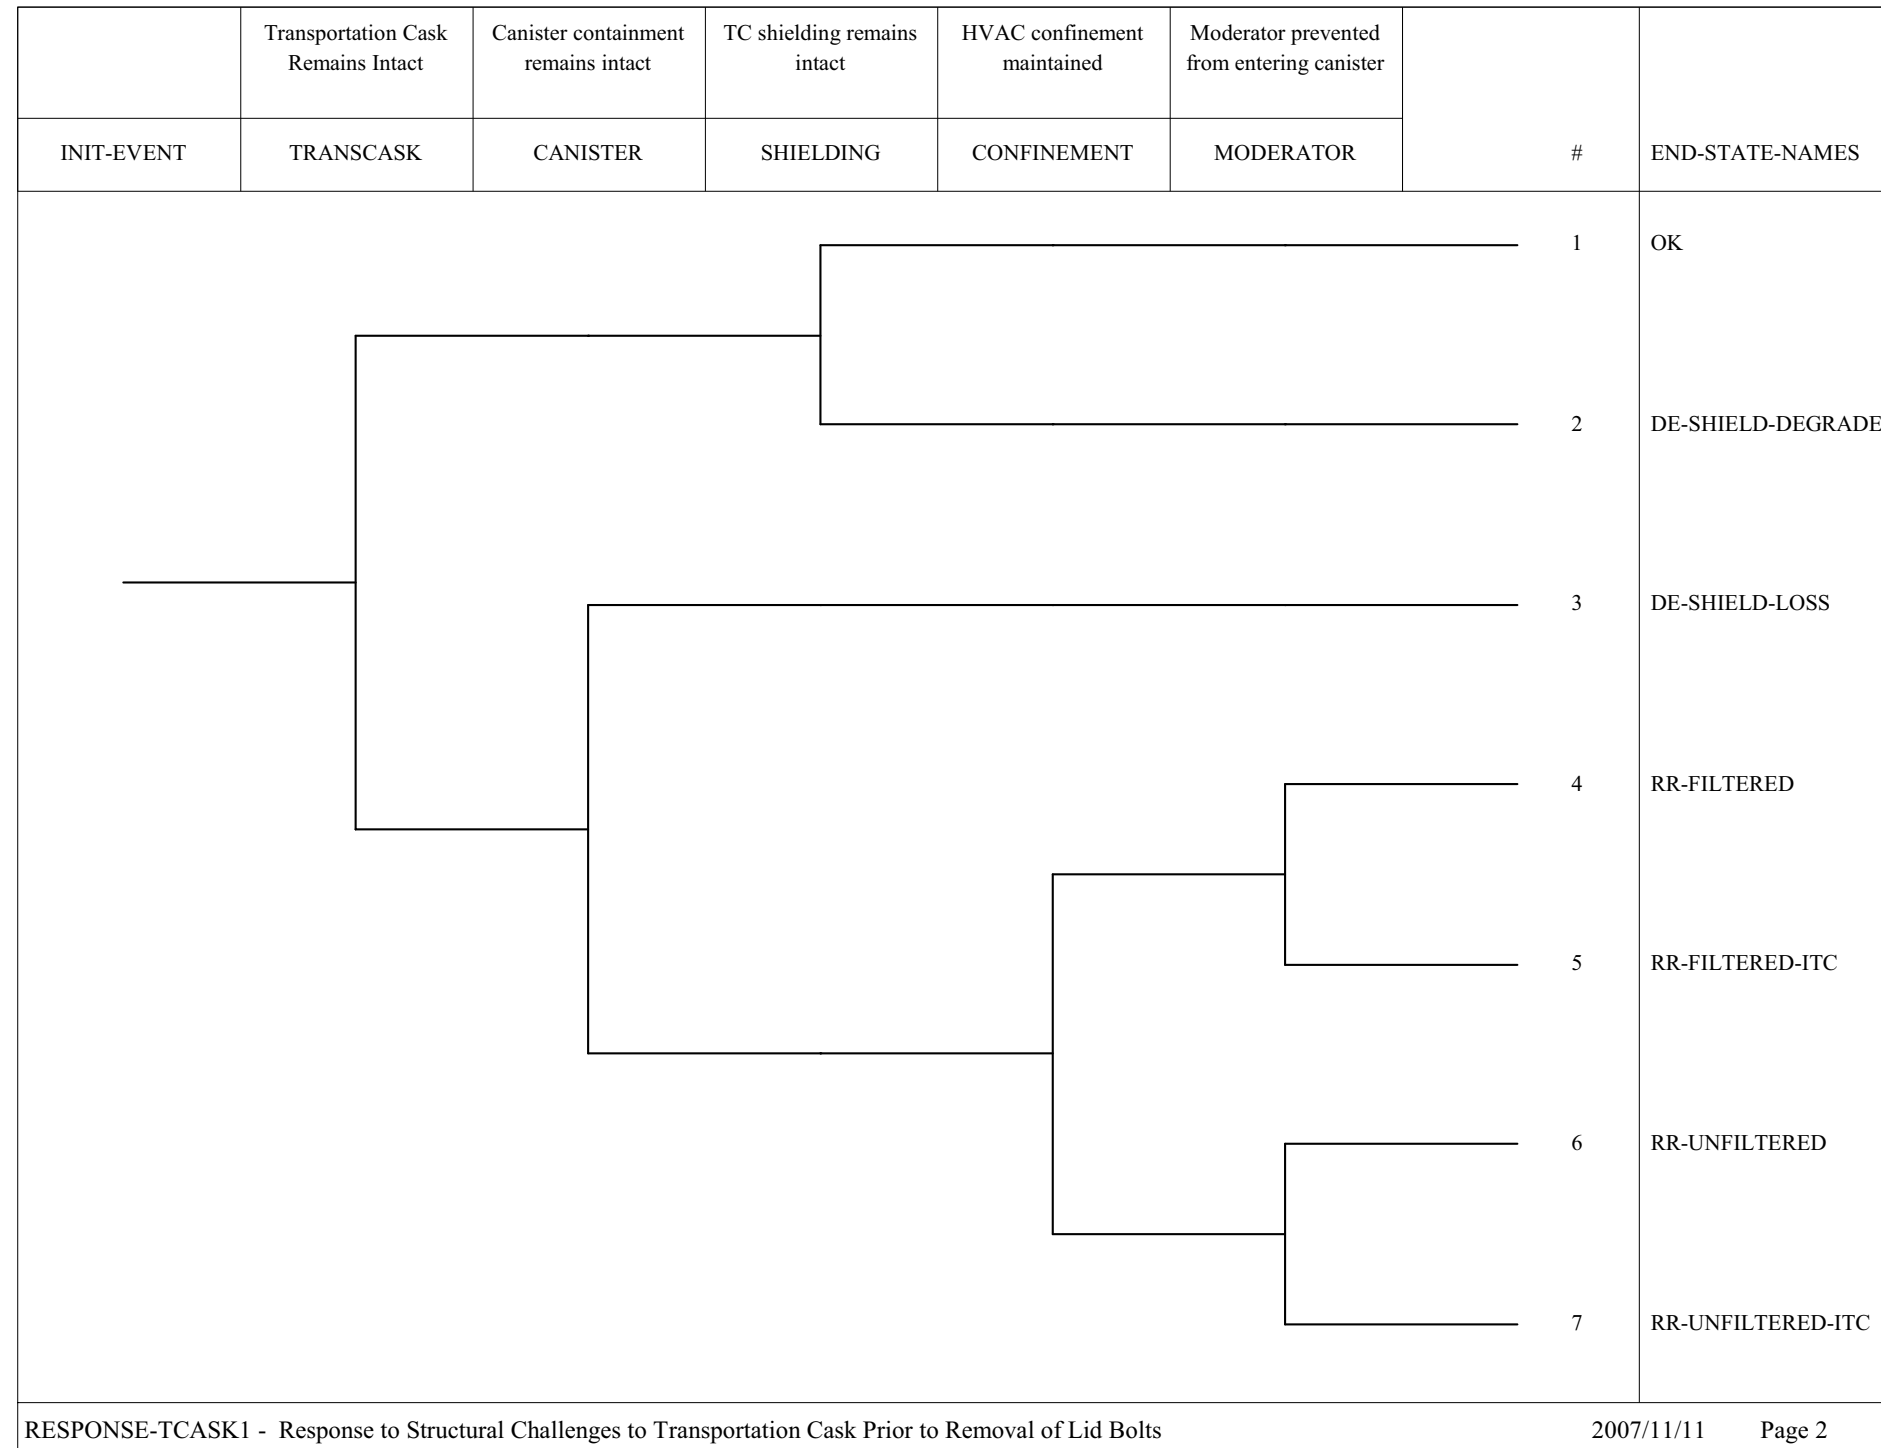 Transportation Cask
Remains Intact
Canister containment
remains intact
TC shielding remains
intact
HVAC confinement
maintained
Moderator prevented
from entering canister
INIT-EVENT
TRANSCASK
CANISTER
SHIELDING
CONFINEMENT
MODERATOR
#
END-STATE-NAMES
1 OK
2 DE-SHIELD-DEGRADE
3 DE-SHIELD-LOSS
4 RR-FILTERED
5 RR-FILTERED-ITC
6 RR-UNFILTERED
7 RR-UNFILTERED-ITC
RESPONSE-TCASK1 - Response to Structural Challenges to Transportation Cask Prior to Removal of Lid Bolts 2007/11/11 Page 2